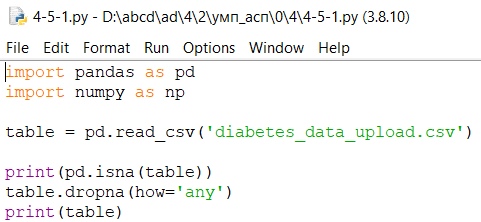 4-5-1.py - D:\abcd\ad\4\2\умп_асп\0\4\4-5-1.py (3.8.10)
File Edit Format Run Options Window Help
import pandas as pd
import numpy as np
table = pd.read_csv('diabetes_data_upload.csv')
print(pd.isna(table))
table.dropna(how='any')
print(table)